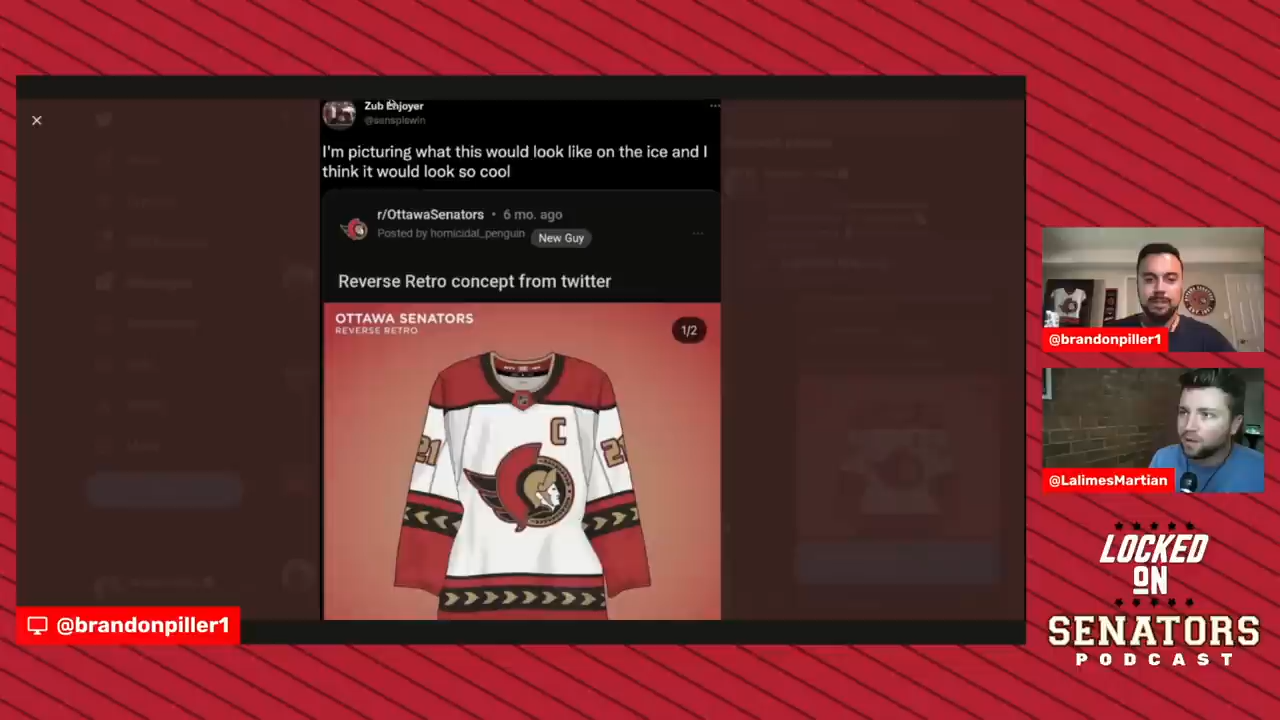 Zub Enjoyer
@sensplewin
I'm picturing what this would look like on the ice and I
think it would look so cool
r/OttawaSenators • 6 mo. ago
Posted by homicidal_penguin
New Guy
Reverse Retro concept from twitter
OTTAWA SENATORS
REVERSE RETRO
1/2
C
21
21
@brandonpiller1
@brandonpiller1
@LalimesMartian
LOCKED
ON
SENATORS
PODCAST